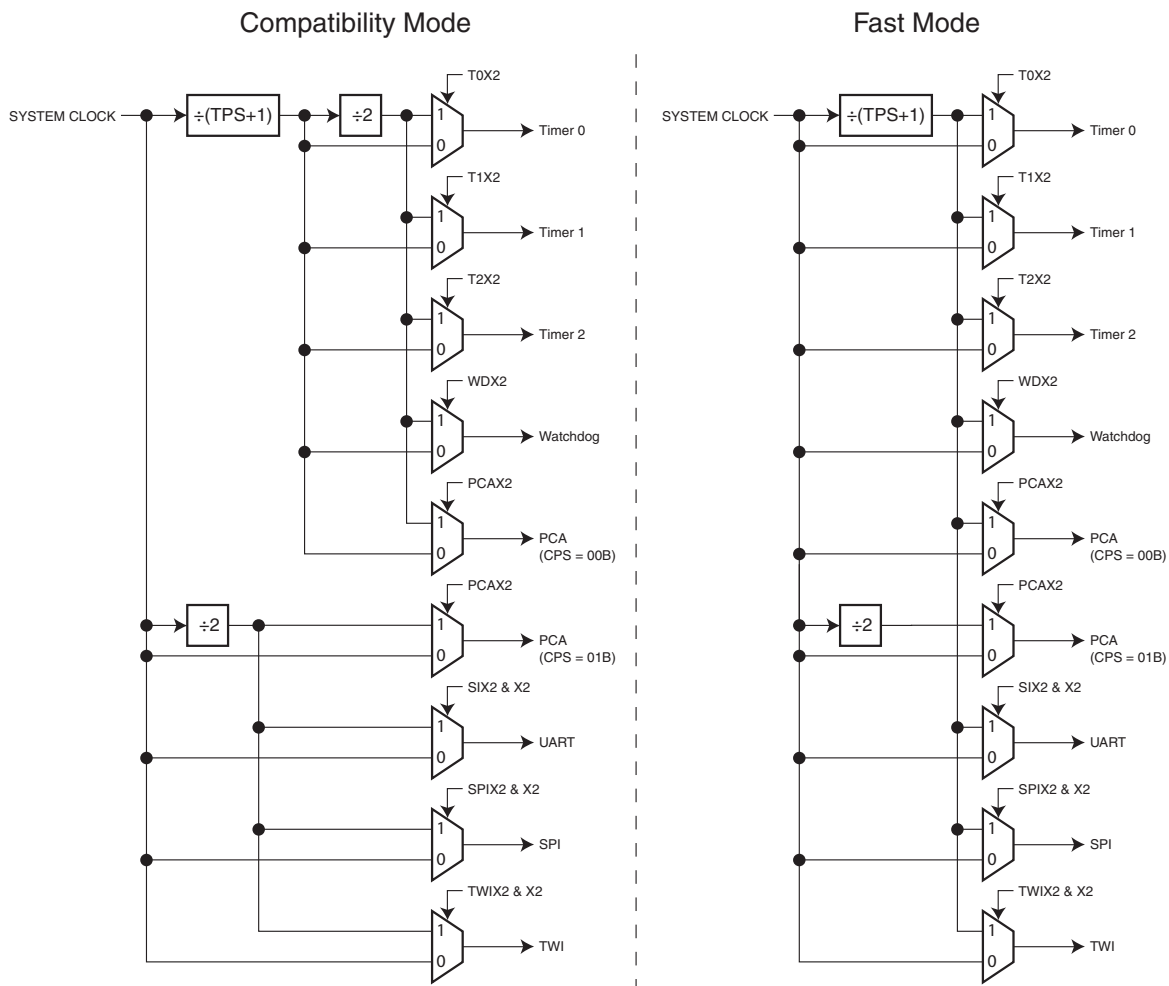 Compatibility Mode
T0X2
SYSTEM CLOCK
÷(TPS+1)
÷2
1
0
Timer 0
T1X2
1
0
Timer 1
T2X2
1
0
Timer 2
WDX2
1
0
Watchdog
PCAX2
1
0
PCA
(CPS = 00B)
PCAX2
÷2
1
0
PCA
(CPS = 01B)
SIX2 & X2
1
0
UART
SPIX2 & X2
1
0
SPI
TWIX2 & X2
1
0
TWI
Fast Mode
T0X2
SYSTEM CLOCK
÷(TPS+1)
1
0
Timer 0
T1X2
1
0
Timer 1
T2X2
1
0
Timer 2
WDX2
1
0
Watchdog
PCAX2
1
0
PCA
(CPS = 00B)
PCAX2
÷2
1
0
PCA
(CPS = 01B)
SIX2 & X2
1
0
UART
SPIX2 & X2
1
0
SPI
TWIX2 & X2
1
0
TWI